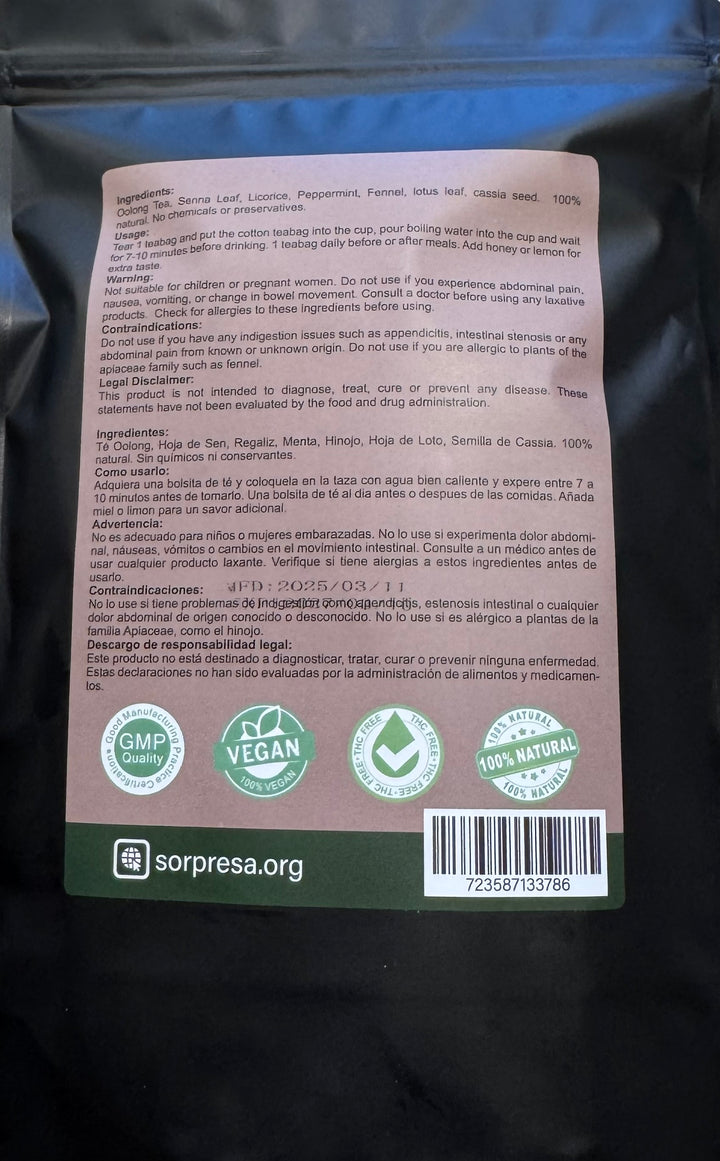 Ingredients:
Oolong Tea, Senna Leaf, Licorice, Peppermint, Fennel, lotus leaf, cassia seed. 100%
natural. No chemicals or preservatives.
Usage:
Tear 1 teabag and put the cotton teabag into the cup, pour boiling water into the cup and wait
for 7-10 minutes before drinking. 1 teabag daily before or after meals. Add honey or lemon for
extra taste.
Warning:
Not suitable for children or pregnant women. Do not use if you experience abdominal pain,
nausea, vomiting, or change in bowel movement. Consult a doctor before using any laxative
products. Check for allergies to these ingredients before using.
Contraindications:
Do not use if you have any indigestion issues such as appendicitis, intestinal stenosis or any
abdominal pain from known or unknown origin. Do not use if you are allergic to plants of the
apiaceae family such as fennel.
Legal Disclaimer:
This product is not intended to diagnose, treat, cure or prevent any disease. These
statements have not been evaluated by the food and drug administration.
Ingredientes:
Té Oolong, Hoja de Sen, Regaliz, Menta, Hinojo, Hoja de Loto, Semilla de Cassia. 100%
natural. Sin químicos ni conservantes.
Como usarlo:
Adquiera una bolsita de té y coloquela en la taza con agua bien caliente y expere entre 7 a
10 minutos antes de tomarlo. Una bolsita de té al dia antes o despues de las comidas. Añada
miel o limon para un savor adicional.
Advertencia:
No es adecuado para niños o mujeres embarazadas. No lo use si experimenta dolor abdomi-
nal, náuseas, vómitos o cambios en el movimiento intestinal. Consulte a un médico antes de
usar cualquier producto laxante. Verifique si tiene alergias a estos ingredientes antes de
usarlo.
Contraindicaciones:
MFD:2025/03/11
No lo use si tiene problemas de indigestión como apendicitis, estenosis intestinal o cualquier
dolor abdominal de origen conocido o desconocido. No lo use si es alérgico a plantas de la
familia Apiaceae, como el hinojo.
Descargo de responsabilidad legal:
Este producto no está destinado a diagnosticar, tratar, curar o prevenir ninguna enfermedad.
Estas declaraciones no han sido evaluadas por la administración de alimentos y medicamen-
tos.
Good Manufacturing Practice Certification
GMP
Quality
VEGAN
100% VEGAN
THC FREE THC FREE THC FREE THC FREE
100% NATURAL
100% NATURAL
100% NATURAL
sorpresa.org
723587133786